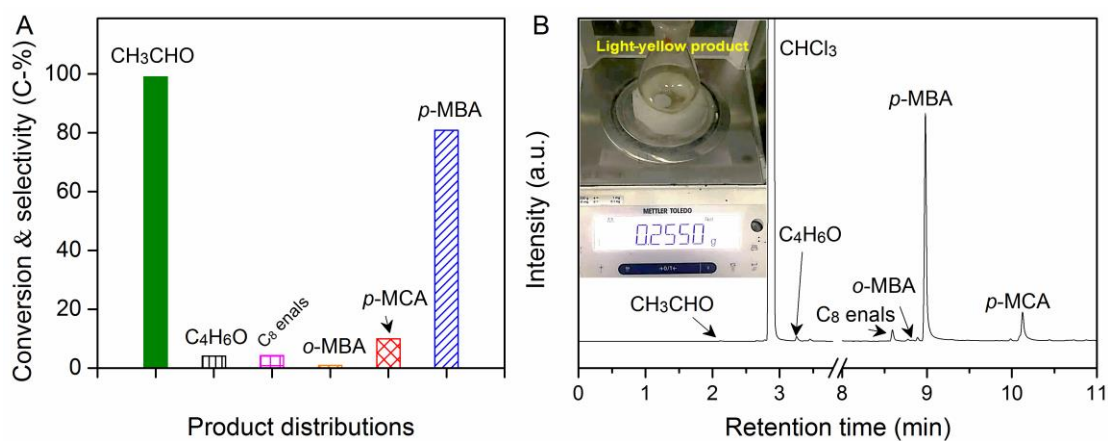 A
Conversion & selectivity (C-%)
100
80
60
40
20
0
CH3CHO
C4H6O
C8 enals
o-MBA
p-MCA
p-MBA
Product distributions
B
Intensity (a.u.)
Light-yellow product
METTLER TOLEDO
0.2550 g
→0/T←
CHCl3
p-MBA
C4H6O
CH3CHO
C8 enals
o-MBA
p-MCA
0 1 2 3 8 9 10 11
Retention time (min)